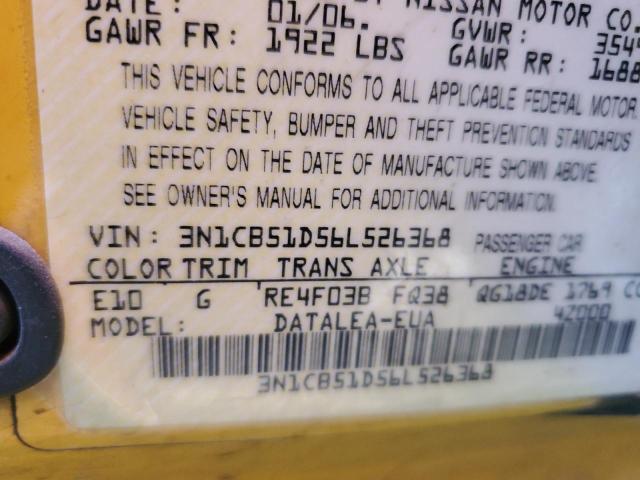 DATE: NISSAN MOTOR CO.
01/06. GVWR: 354
GAWR FR: 1922 LBS GAWR RR: 1688
THIS VEHICLE CONFORMS TO ALL APPLICABLE FEDERAL MOTOR
VEHICLE SAFETY, BUMPER AND THEFT PREVENTION STANDARDS
IN EFFECT ON THE DATE OF MANUFACTURE SHOWN ABOVE.
SEE OWNER'S MANUAL FOR ADDITIONAL INFORMATION.
VIN: 3N1CB51D56L526368 PASSENGER CAR
COLOR TRIM TRANS AXLE ENGINE
E10 G RE4F03B FQ38 QG18DE 1769 CC
MODEL: DATALEA-EUA 42000
3N1CB51D56L526368